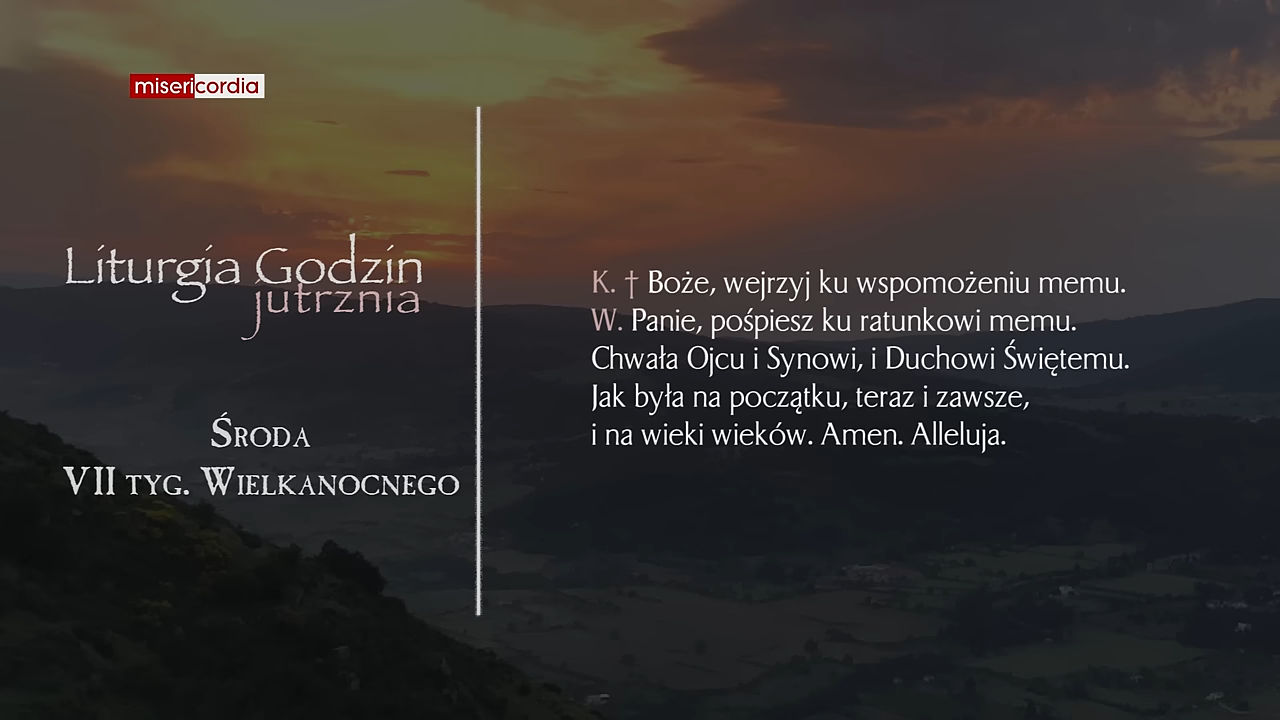 misericordia
Liturgia Godzin
jutrznia
Środa
VII tyg. Wielkanocnego
K. † Boże, wejrzyj ku wspomożeniu memu.
W. Panie, pośpiesz ku ratunkowi memu.
Chwała Ojcu i Synowi, i Duchowi Świętemu.
Jak była na początku, teraz i zawsze,
i na wieki wieków. Amen. Alleluja.